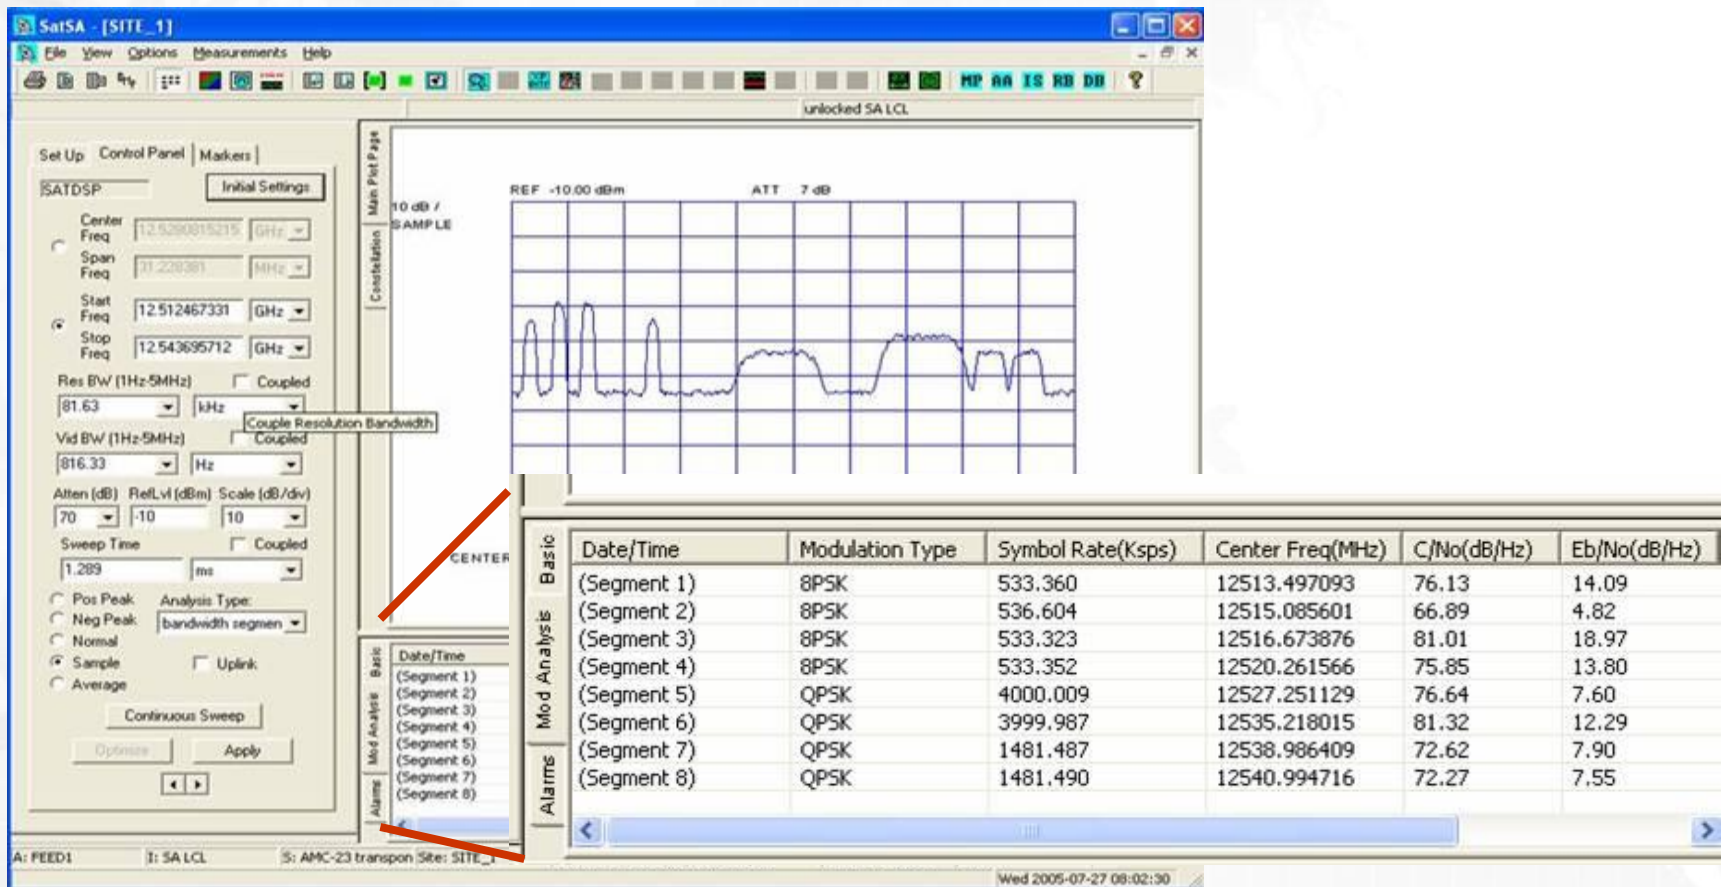 SatSA - [SITE_1]
File View Options Measurements Help
MP AA IS RB DB ?
unlocked SA LCL
Set Up Control Panel Markers
SATDSP Initial Settings
Center Freq 12.5280815215 GHz
Span Freq 31.228381 MHz
Start Freq 12.512467331 GHz
Stop Freq 12.543695712 GHz
Res BW (1Hz-5MHz) Coupled
81.63 kHz
Couple Resolution Bandwidth
Vid BW (1Hz-5MHz) Coupled
816.33 Hz
Atten (dB) RefLvl (dBm) Scale (dB/div)
70 -10 10
Sweep Time Coupled
1.289 ms
Pos Peak Analysis Type:
Neg Peak bandwidth segmen
Normal
Sample Uplink
Average
Continuous Sweep
Optimize Apply
Main Plot Page
Constellation
REF -10.00 dBm ATT 7 dB
10 dB /
SAMPLE
CENTER
Basic
Mod Analysis
Alarms
Date/Time
(Segment 1)
(Segment 2)
(Segment 3)
(Segment 4)
(Segment 5)
(Segment 6)
(Segment 7)
(Segment 8)
Basic
Mod Analysis
Alarms
Date/Time Modulation Type Symbol Rate(Ksps) Center Freq(MHz) C/No(dB/Hz) Eb/No(dB/Hz)
(Segment 1) 8PSK 533.360 12513.497093 76.13 14.09
(Segment 2) 8PSK 536.604 12515.085601 66.89 4.82
(Segment 3) 8PSK 533.323 12516.673876 81.01 18.97
(Segment 4) 8PSK 533.352 12520.261566 75.85 13.80
(Segment 5) QPSK 4000.009 12527.251129 76.64 7.60
(Segment 6) QPSK 3999.987 12535.218015 81.32 12.29
(Segment 7) QPSK 1481.487 12538.986409 72.62 7.90
(Segment 8) QPSK 1481.490 12540.994716 72.27 7.55
A: FEED1 I: SA LCL S: AMC-23 transpon Site: SITE_1
Wed 2005-07-27 08:02:30